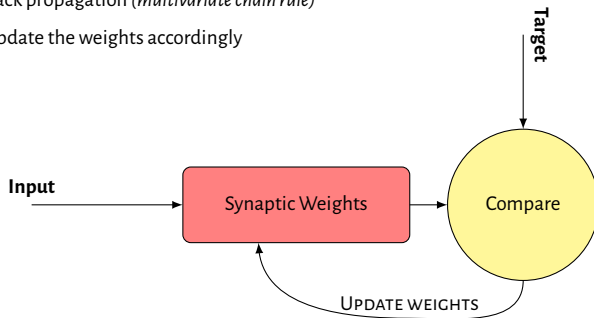 ack propagation (multivariate chain rule)
pdate the weights accordingly
Target
Input
Synaptic Weights
Compare
UPDATE WEIGHTS